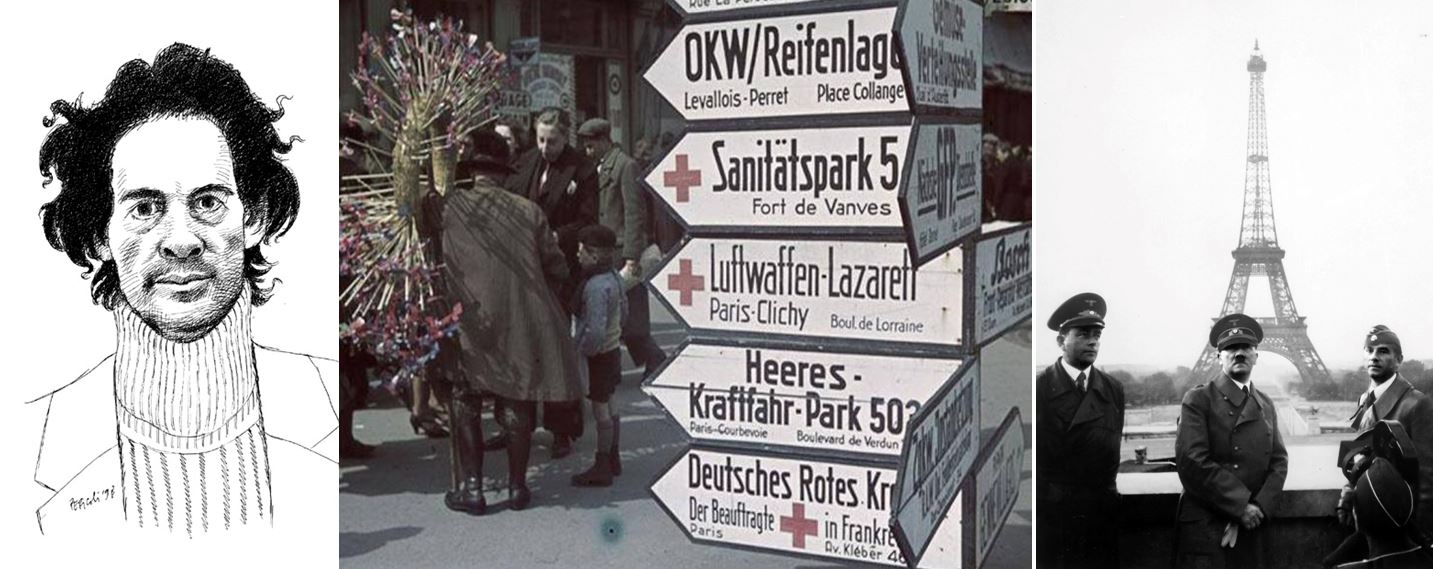 OKW/Reifenlage
Levallois-Perret Place Collange
Sanitätspark 5
Fort de Vanves
Luftwaffen-Lazarett
Paris-Clichy Boul. de Lorraine
Heeres-
Kraftfahr-Park 503
Paris-Courbevoie Boulevard de Verdun
Deutsches Rotes Kr
Der Beauftragte in Frankre
Paris Av. Kléber 46
GFP
Bosch